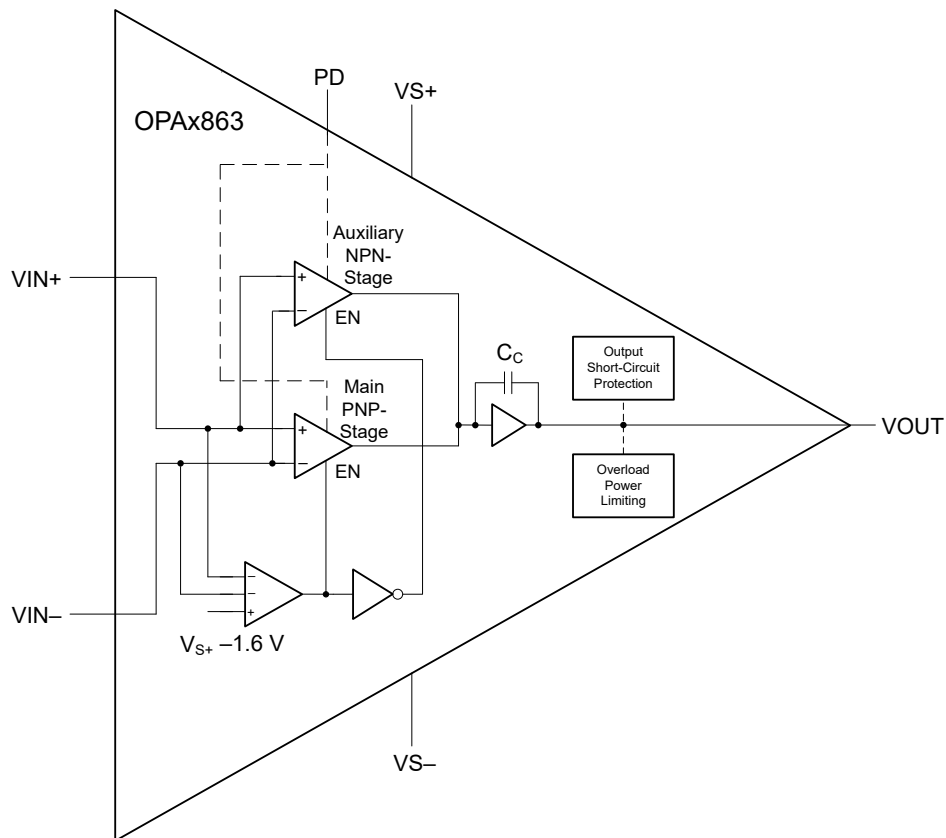 PD
VS+
OPAx863
Auxiliary
NPN-
Stage
VIN+
+
−
EN
Output
Short-Circuit
Protection
CC
Main
PNP-
Stage
+
−
EN
VOUT
Overload
Power
Limiting
VIN–
−
−
+
VS+ –1.6 V
VS–